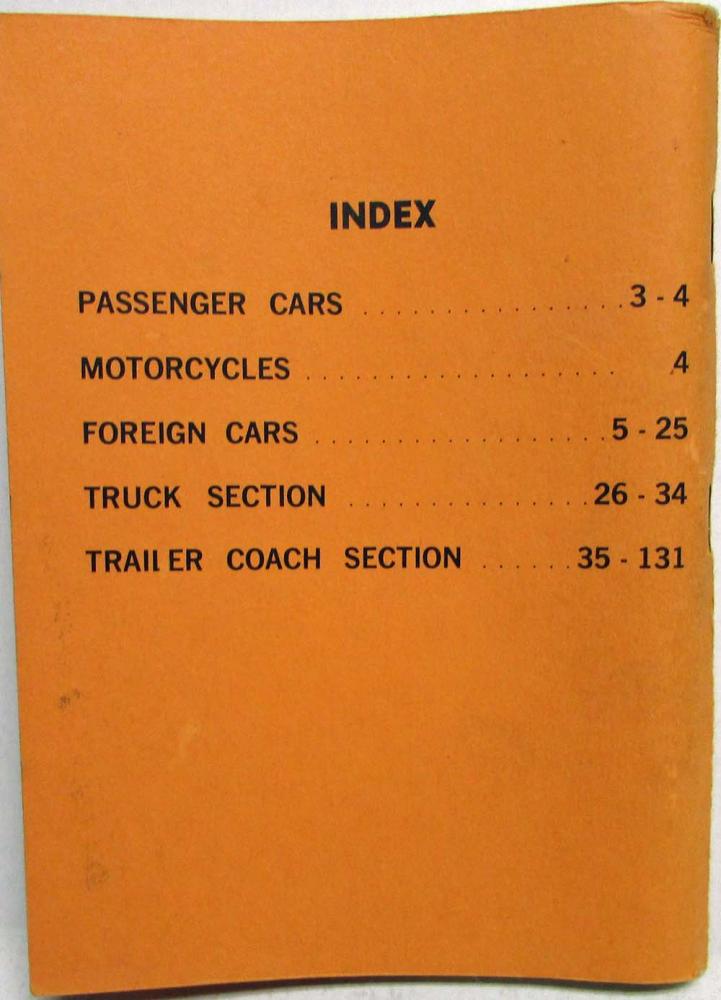 INDEX
PASSENGER CARS ................ 3 - 4
MOTORCYCLES ................... 4
FOREIGN CARS .................. 5 - 25
TRUCK SECTION ............... 26 - 34
TRAILER COACH SECTION ...... 35 - 131